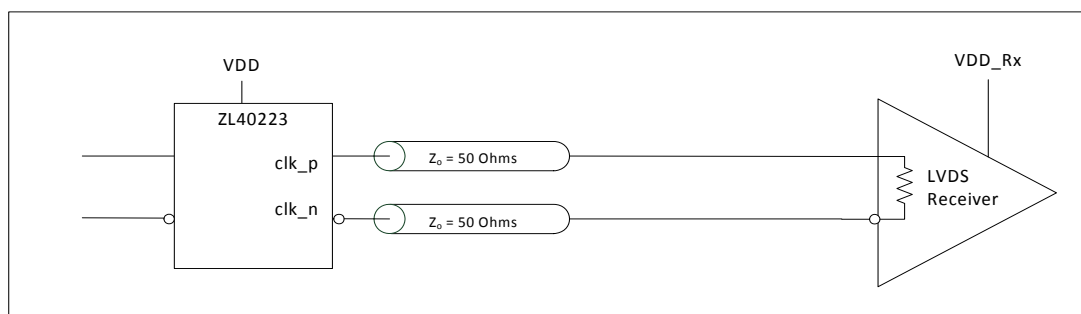 VDD
VDD_Rx
ZL40223
clk_p
Zₒ = 50 Ohms
LVDS
Receiver
clk_n
Zₒ = 50 Ohms